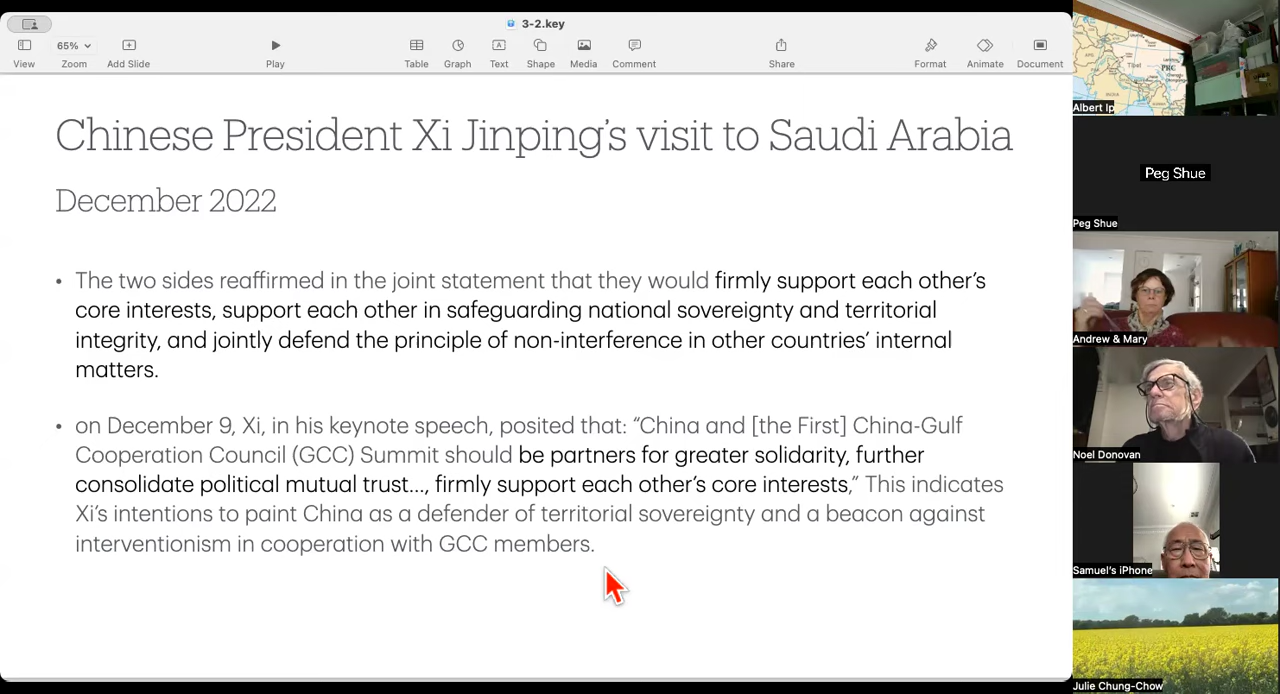 3-2.key
65%
View
Zoom
Add Slide
Play
Table
Graph
Text
Shape
Media
Comment
Share
Format
Animate
Document
Chinese President Xi Jinping's visit to Saudi Arabia
December 2022
• The two sides reaffirmed in the joint statement that they would firmly support each other's
core interests, support each other in safeguarding national sovereignty and territorial
integrity, and jointly defend the principle of non-interference in other countries' internal
matters.
• on December 9, Xi, in his keynote speech, posited that: “China and [the First] China-Gulf
Cooperation Council (GCC) Summit should be partners for greater solidarity, further
consolidate political mutual trust..., firmly support each other's core interests,” This indicates
Xi's intentions to paint China as a defender of territorial sovereignty and a beacon against
interventionism in cooperation with GCC members.
Tibet
PRC
INDIA
Albert Ip
Peg Shue
Peg Shue
Andrew & Mary
Noel Donovan
Samuel's iPhone
Julie Chung-Chow